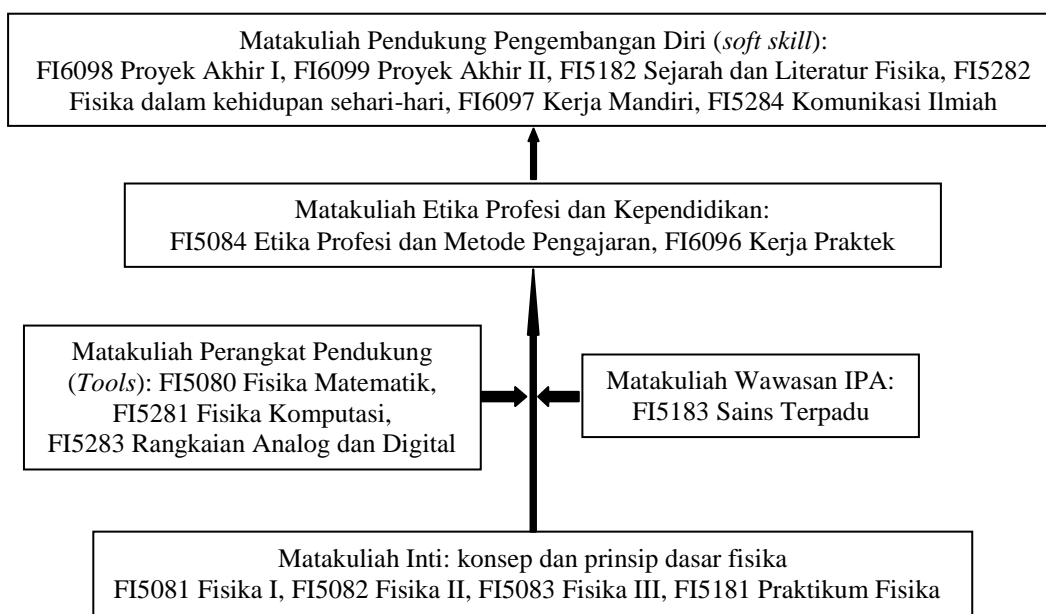 Matakuliah Pendukung Pengembangan Diri (soft skill):
FI6098 Proyek Akhir I, FI6099 Proyek Akhir II, FI5182 Sejarah dan Literatur Fisika, FI5282
Fisika dalam kehidupan sehari-hari, FI6097 Kerja Mandiri, FI5284 Komunikasi Ilmiah
Matakuliah Etika Profesi dan Kependidikan:
FI5084 Etika Profesi dan Metode Pengajaran, FI6096 Kerja Praktek
Matakuliah Perangkat Pendukung
(Tools): FI5080 Fisika Matematik,
FI5281 Fisika Komputasi,
FI5283 Rangkaian Analog dan Digital
Matakuliah Wawasan IPA:
FI5183 Sains Terpadu
Matakuliah Inti: konsep dan prinsip dasar fisika
FI5081 Fisika I, FI5082 Fisika II, FI5083 Fisika III, FI5181 Praktikum Fisika